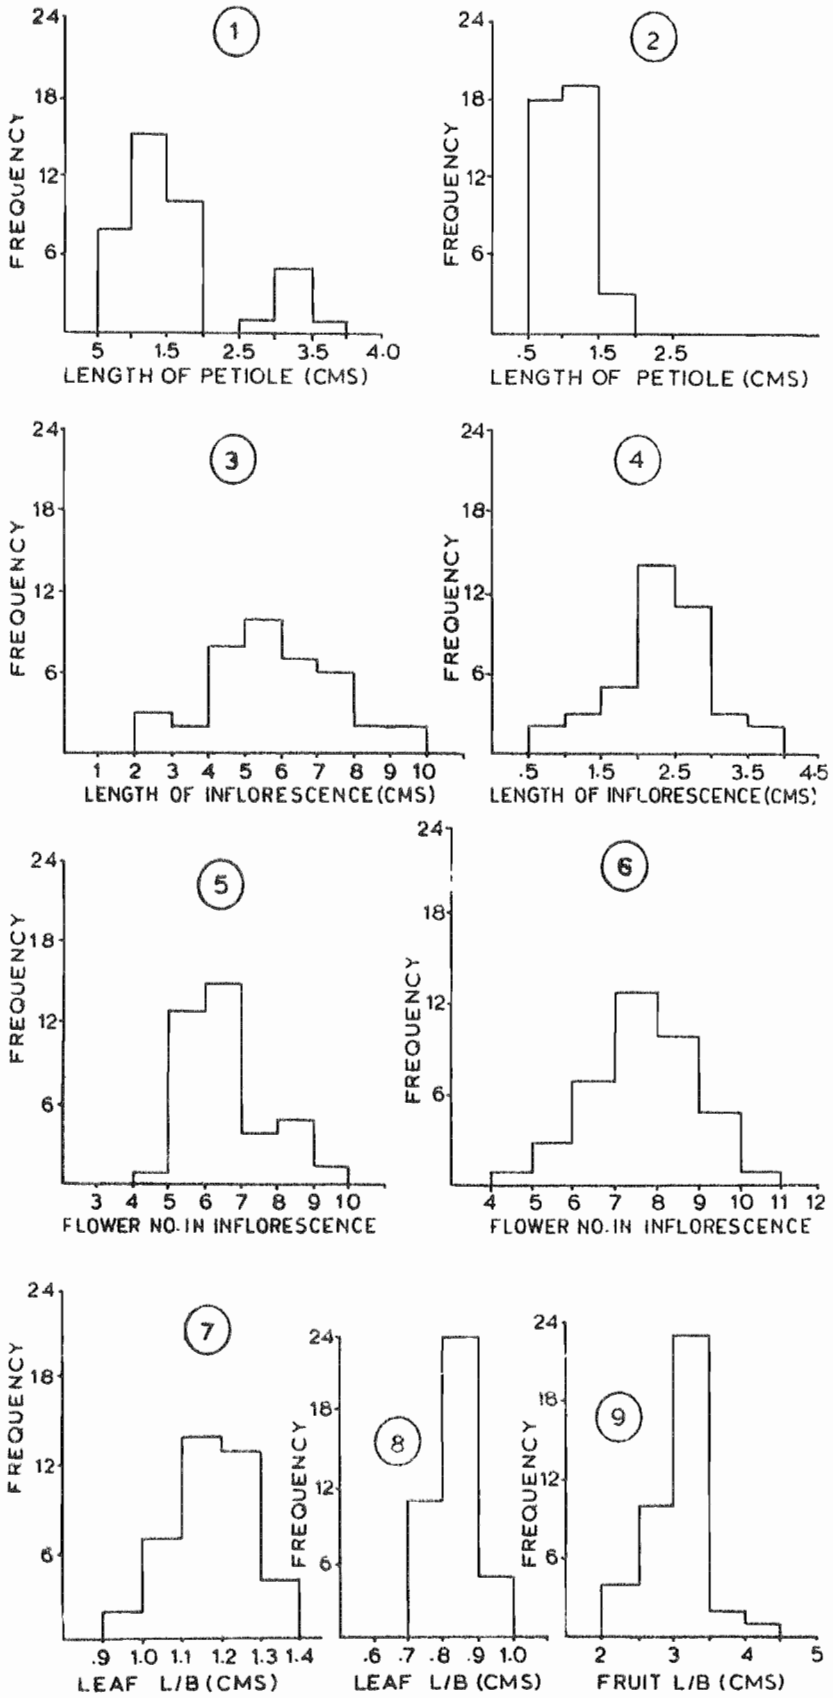 1
24
18
12
6
FREQUENCY
5 1.5 2.5 3.5 4.0
LENGTH OF PETIOLE (CMS)
2
24
18
12
6
FREQUENCY
.5 1.5 2.5
LENGTH OF PETIOLE (CMS)
3
24
18
12
6
FREQUENCY
1 2 3 4 5 6 7 8 9 10
LENGTH OF INFLORESCENCE(CMS)
4
24
18
12
6
FREQUENCY
.5 1.5 2.5 3.5 4.5
LENGTH OF INFLORESCENCE(CMS)
5
24
18
12
6
FREQUENCY
3 4 5 6 7 8 9 10
FLOWER NO. IN INFLORESCENCE
6
24
18
12
6
FREQUENCY
4 5 6 7 8 9 10 11 12
FLOWER NO. IN INFLORESCENCE
7
24
18
12
6
FREQUENCY
.9 1.0 1.1 1.2 1.3 1.4
LEAF L/B (CMS)
8
24
18
12
6
FREQUENCY
.6 .7 .8 .9 1.0
LEAF L/B (CMS)
9
24
18
12
6
FREQUENCY
2 3 4 5
FRUIT L/B (CMS)